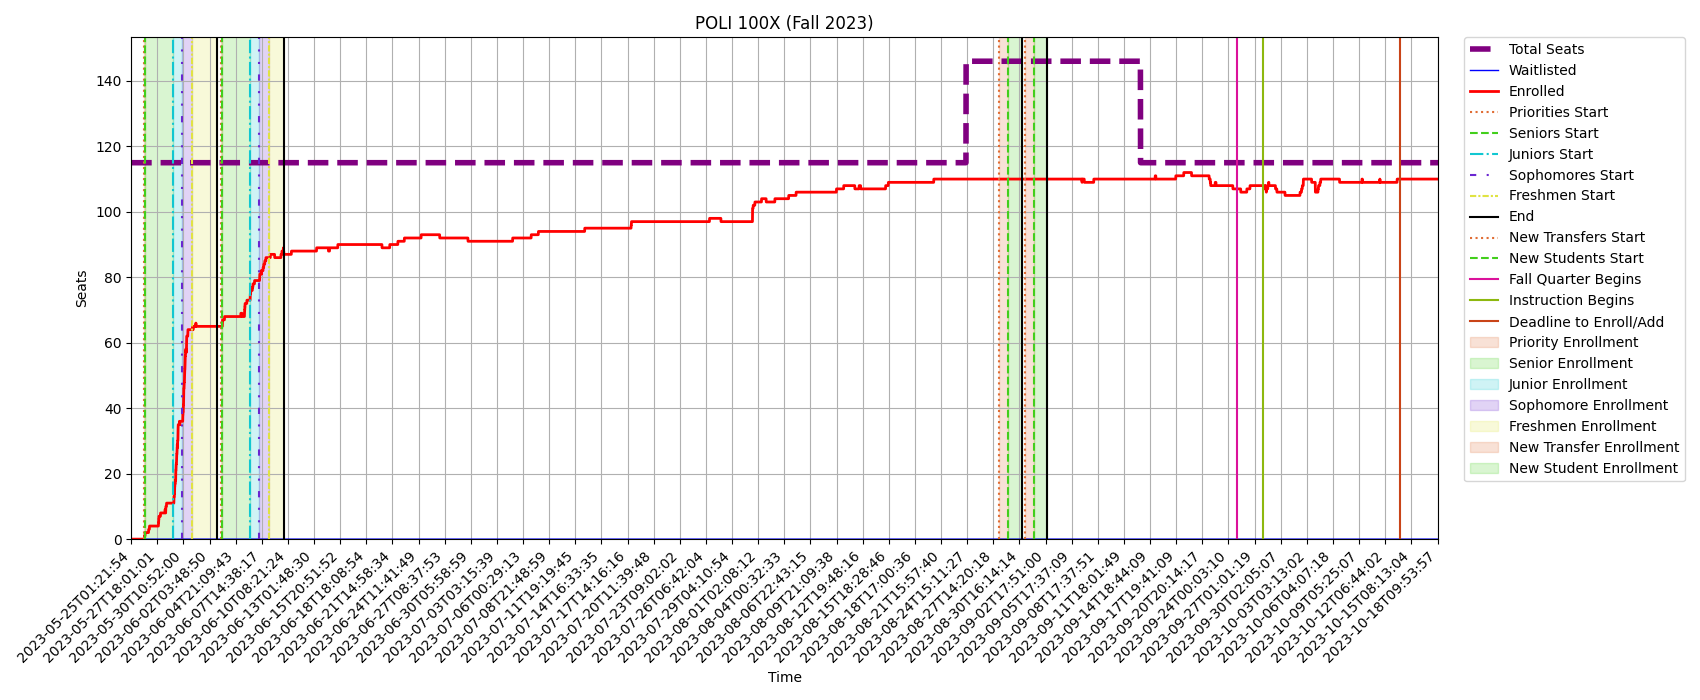 POLI 100X (Fall 2023)
Seats
140
120
100
80
60
40
20
0
2023-05-25T01:21:54
2023-05-27T18:01:01
2023-05-30T10:52:00
2023-06-02T03:48:50
2023-06-04T21:09:43
2023-06-07T14:38:17
2023-06-10T08:21:24
2023-06-13T01:48:30
2023-06-15T20:51:52
2023-06-18T18:08:54
2023-06-21T14:58:34
2023-06-24T11:41:49
2023-06-27T08:37:53
2023-06-30T05:58:59
2023-07-03T03:15:39
2023-07-06T00:29:13
2023-07-08T21:48:59
2023-07-11T19:19:45
2023-07-14T16:33:35
2023-07-17T14:16:16
2023-07-20T11:39:48
2023-07-23T09:02:02
2023-07-26T06:42:04
2023-07-29T04:10:54
2023-08-01T02:08:12
2023-08-04T00:32:33
2023-08-06T22:43:15
2023-08-09T21:09:38
2023-08-12T19:48:16
2023-08-15T18:28:46
2023-08-18T17:00:36
2023-08-21T15:57:40
2023-08-24T15:11:27
2023-08-27T14:20:18
2023-08-30T16:14:14
2023-09-02T17:51:00
2023-09-05T17:37:09
2023-09-08T17:37:51
2023-09-11T18:01:49
2023-09-14T18:44:09
2023-09-17T19:41:09
2023-09-20T20:14:17
2023-09-24T00:03:10
2023-09-27T01:01:19
2023-09-30T02:05:07
2023-10-03T03:13:02
2023-10-06T04:07:18
2023-10-09T05:25:07
2023-10-12T06:44:02
2023-10-15T08:13:04
2023-10-18T09:53:57
Time
Total Seats
Waitlisted
Enrolled
Priorities Start
Seniors Start
Juniors Start
Sophomores Start
Freshmen Start
End
New Transfers Start
New Students Start
Fall Quarter Begins
Instruction Begins
Deadline to Enroll/Add
Priority Enrollment
Senior Enrollment
Junior Enrollment
Sophomore Enrollment
Freshmen Enrollment
New Transfer Enrollment
New Student Enrollment